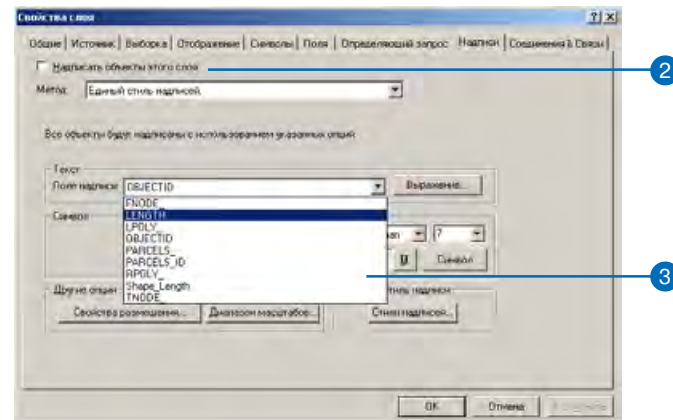 Свойства слоя
Общие Источник Выборка Отображение Символы Поля Определяющий запрос Надписи Соединения & Связи
Надписать объекты этого слоя
2
Метод: Единый стиль надписей.
Все объекты будут надписаны с использованием указанных опций.
Текст
Поле надписи: OBJECTID Выражение...
FNODE_
LENGTH
LPOLY_
OBJECTID
PARCELS_
PARCELS_ID
RPOLY_
Shape_Length
TNODE_
Символ
7
U Символ
3
Другие опции
Свойства размещения... Диапазон масштабов...
Стиль надписи
Стили надписей...
OK Отмена